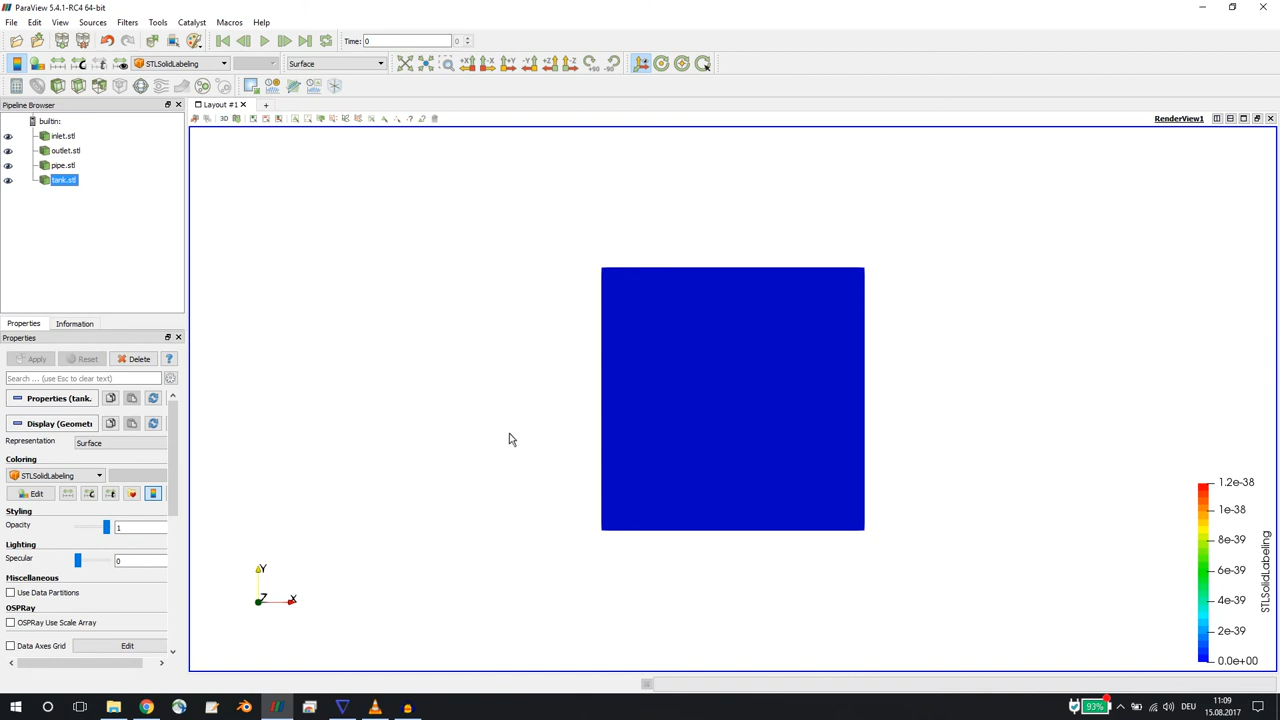 ParaView 5.4.1-RC4 64-bit
File Edit View Sources Filters Tools Catalyst Macros Help
Time: 0 0
STLSolidLabeling Surface
+X -X +Y -Y +Z -Z +90 -90
Pipeline Browser
Layout #1
builtin:
3D
RenderView1
inlet.stl
outlet.stl
pipe.stl
tank.stl
Properties Information
Properties
Apply Reset Delete ?
Search ... (use Esc to clear text)
Properties (tank.
Display (Geomet
Representation Surface
Coloring
STLSolidLabeling
Edit
Styling
Opacity 1
Lighting
Specular 0
Miscellaneous
Use Data Partitions
OSPRay
OSPRay Use Scale Array
Data Axes Grid Edit
Y
Z X
1.2e-38
1e-38
8e-39
6e-39
4e-39
2e-39
0.0e+00
STLSolidLabeling
93% DEU 11:09
15.08.2017